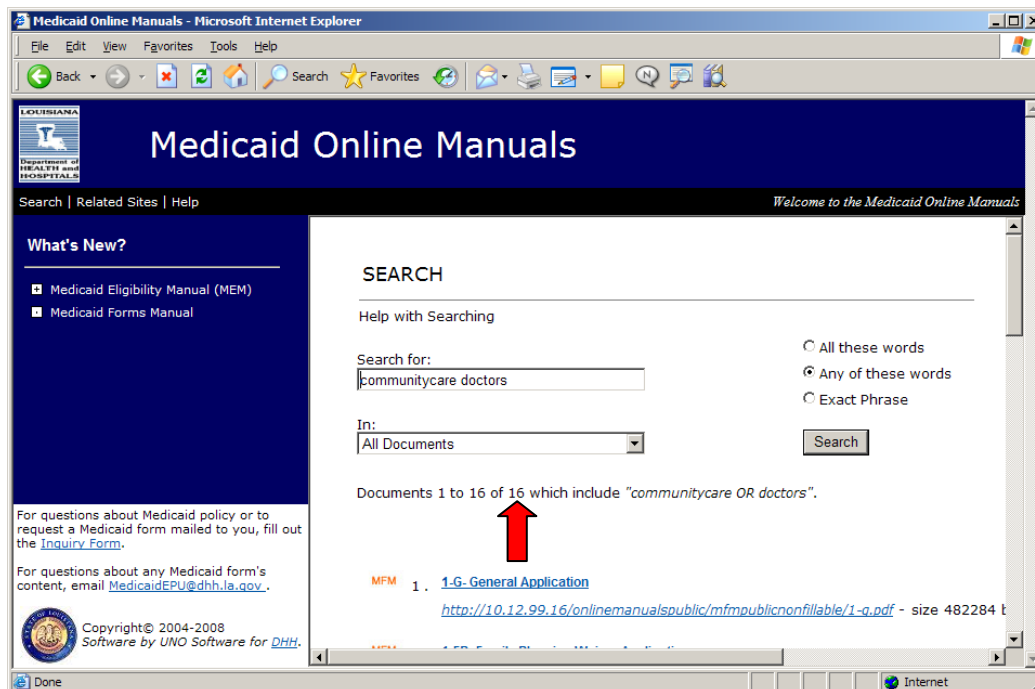 Medicaid Online Manuals - Microsoft Internet Explorer
File Edit View Favorites Tools Help
Back Search Favorites
LOUISIANA
Department of
HEALTH and
HOSPITALS
Medicaid Online Manuals
Search | Related Sites | Help
Welcome to the Medicaid Online Manuals
What's New?
Medicaid Eligibility Manual (MEM)
Medicaid Forms Manual
For questions about Medicaid policy or to
request a Medicaid form mailed to you, fill out
the Inquiry Form.
For questions about any Medicaid form's
content, email MedicaidEPU@dhh.la.gov .
Copyright© 2004-2008
Software by UNO Software for DHH.
SEARCH
Help with Searching
Search for:
communitycare doctors
All these words
Any of these words
Exact Phrase
In:
All Documents
Search
Documents 1 to 16 of 16 which include "communitycare OR doctors".
MFM 1 . 1-G- General Application
http://10.12.99.16/onlinemanualspublic/mfmpublicnonfillable/1-g.pdf - size 482284 b
Done
Internet